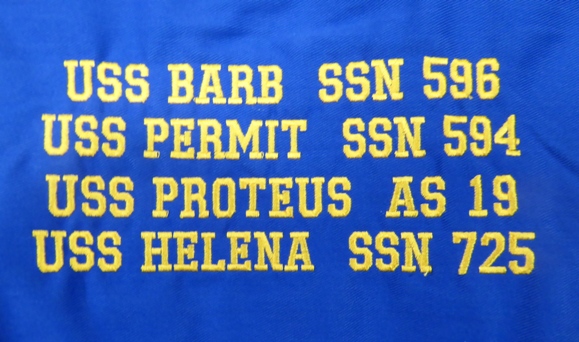 USS BARB SSN 596
USS PERMIT SSN 594
USS PROTEUS AS 19
USS HELENA SSN 725